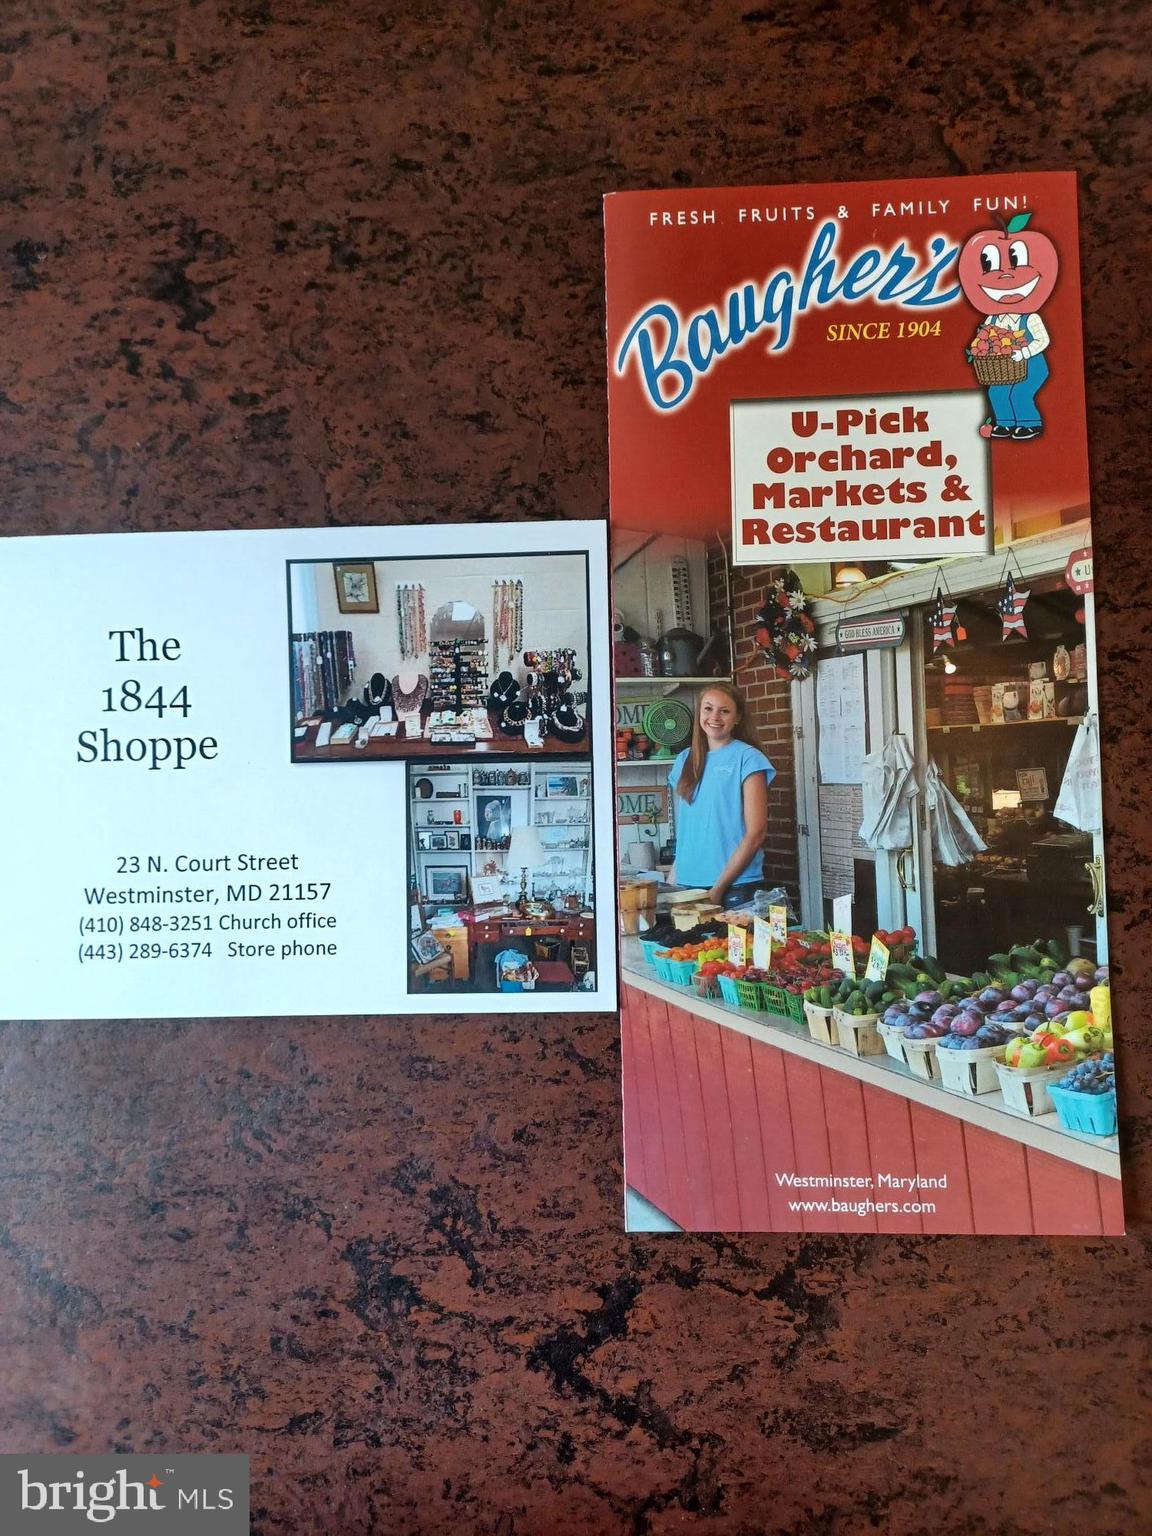 The
1844
Shoppe
23 N. Court Street
Westminster, MD 21157
(410) 848-3251 Church office
(443) 289-6374 Store phone
FRESH FRUITS & FAMILY FUN!
Baugher's
SINCE 1904
U-Pick
Orchard,
Markets &
Restaurant
GOD BLESS AMERICA
Westminster, Maryland
www.baughers.com
bright™ MLS